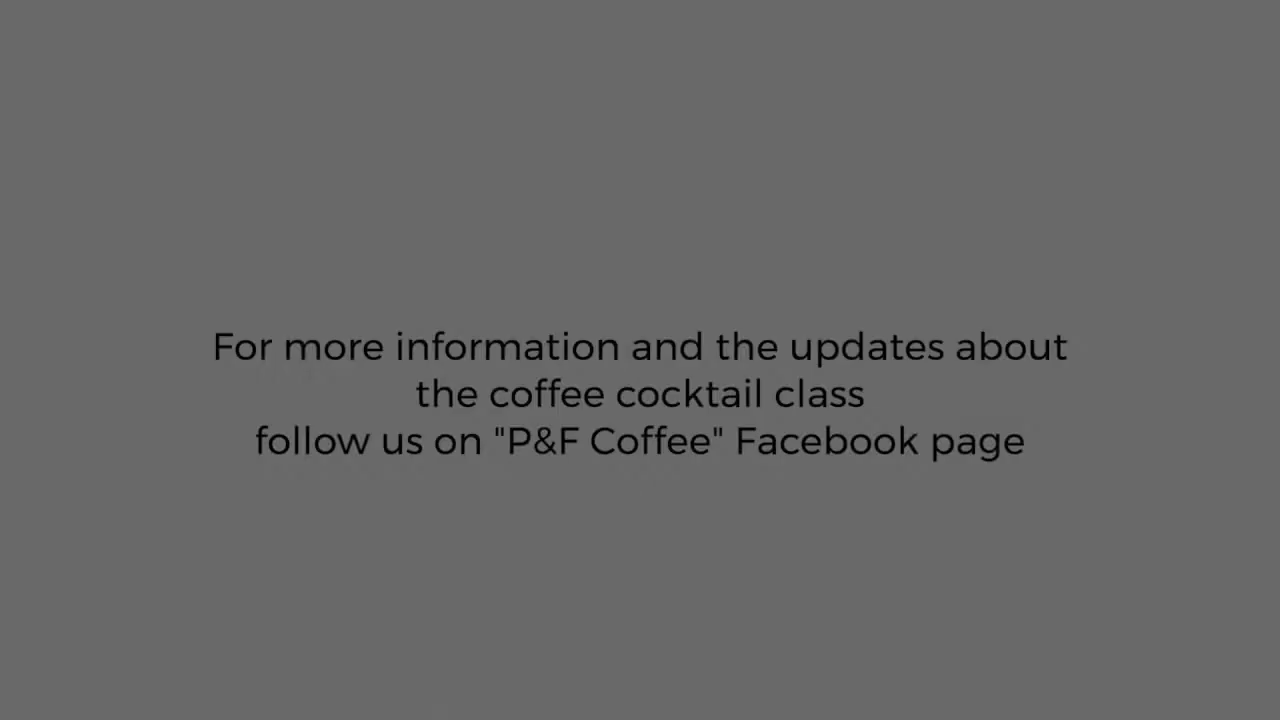 For more information and the updates about
the coffee cocktail class
follow us on "P&F Coffee" Facebook page